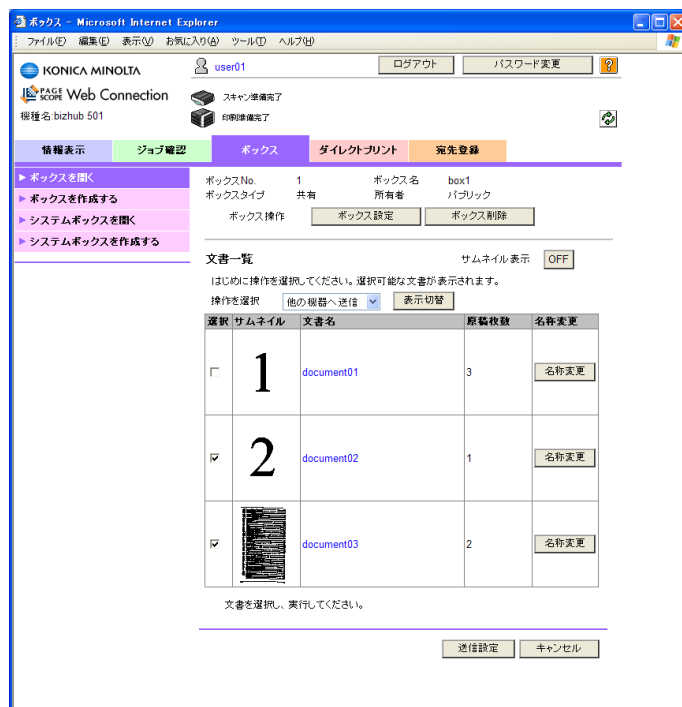 ボックス - Microsoft Internet Explorer
ファイル(F) 編集(E) 表示(V) お気に入り(A) ツール(T) ヘルプ(H)
KONICA MINOLTA
user01 ログアウト パスワード変更 ?
PAGE SCOPE Web Connection
スキャン準備完了
機種名:bizhub 501
印刷準備完了
情報表示 ジョブ確認 ボックス ダイレクトプリント 宛先登録
ボックスを開く
ボックスを作成する
システムボックスを開く
システムボックスを作成する
ボックスNo. 1 ボックス名 box1
ボックスタイプ 共有 所有者 パブリック
ボックス操作 ボックス設定 ボックス削除
文書一覧 サムネイル表示 OFF
はじめに操作を選択してください。選択可能な文書が表示されます。
操作を選択 他の機器へ送信 表示切替
選択 サムネイル 文書名 原稿枚数 名称変更
1 document01 3 名称変更
2 document02 1 名称変更
document03 2 名称変更
文書を選択し、実行してください。
送信設定 キャンセル